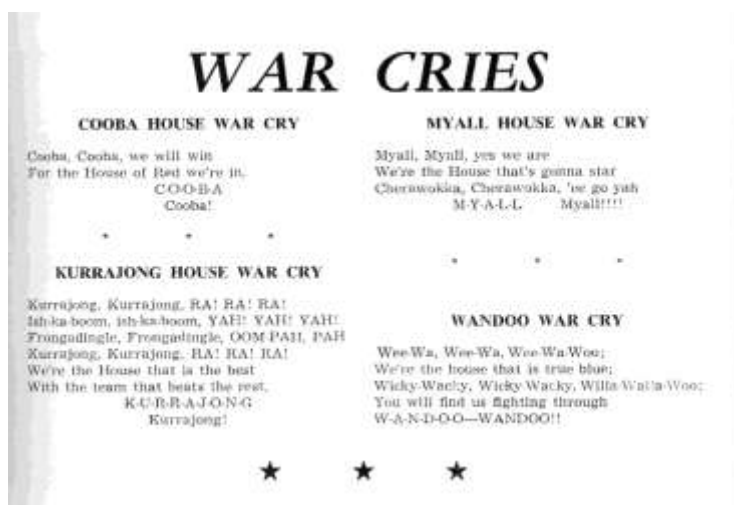 WAR CRIES
COOBA HOUSE WAR CRY
Cooba, Cooba, we will win
For the House of Red we're in.
C-O-O-B-A
Cooba!
KURRAJONG HOUSE WAR CRY
Kurrajong, Kurrajong, RA! RA! RA!
Ish-ka-boom, ish-ka-boom, YAH! YAH! YAH!
Frongadingle, Frongadingle, OOM-PAH, PAH
Kurrajong, Kurrajong, RA! RA! RA!
We're the House that is the best
With the team that beats the rest.
K-U-R-R-A-J-O-N-G
Kurrajong!
MYALL HOUSE WAR CRY
Myall, Myall, yes we are
We're the House that's gonna star
Cherawokka, Cherawokka, 'ee go yah
M-Y-A-L-L Myall!!!!
WANDOO WAR CRY
Wee-Wa, Wee-Wa, Wee-Wa-Woo;
We're the house that is true blue;
Wicky-Wacky, Wicky-Wacky, Willa-Walla-Woo;
You will find us fighting through
W-A-N-D-O-O—WANDOO!!